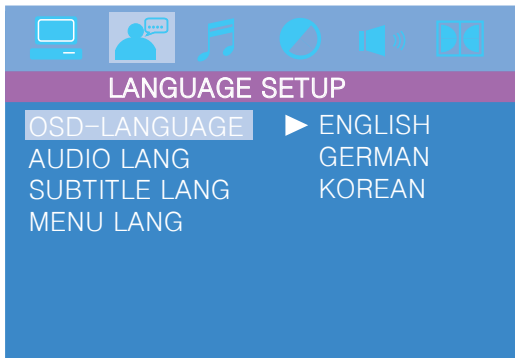 LANGUAGE SETUP
OSD-LANGUAGE ▶ ENGLISH
AUDIO LANG GERMAN
SUBTITLE LANG KOREAN
MENU LANG